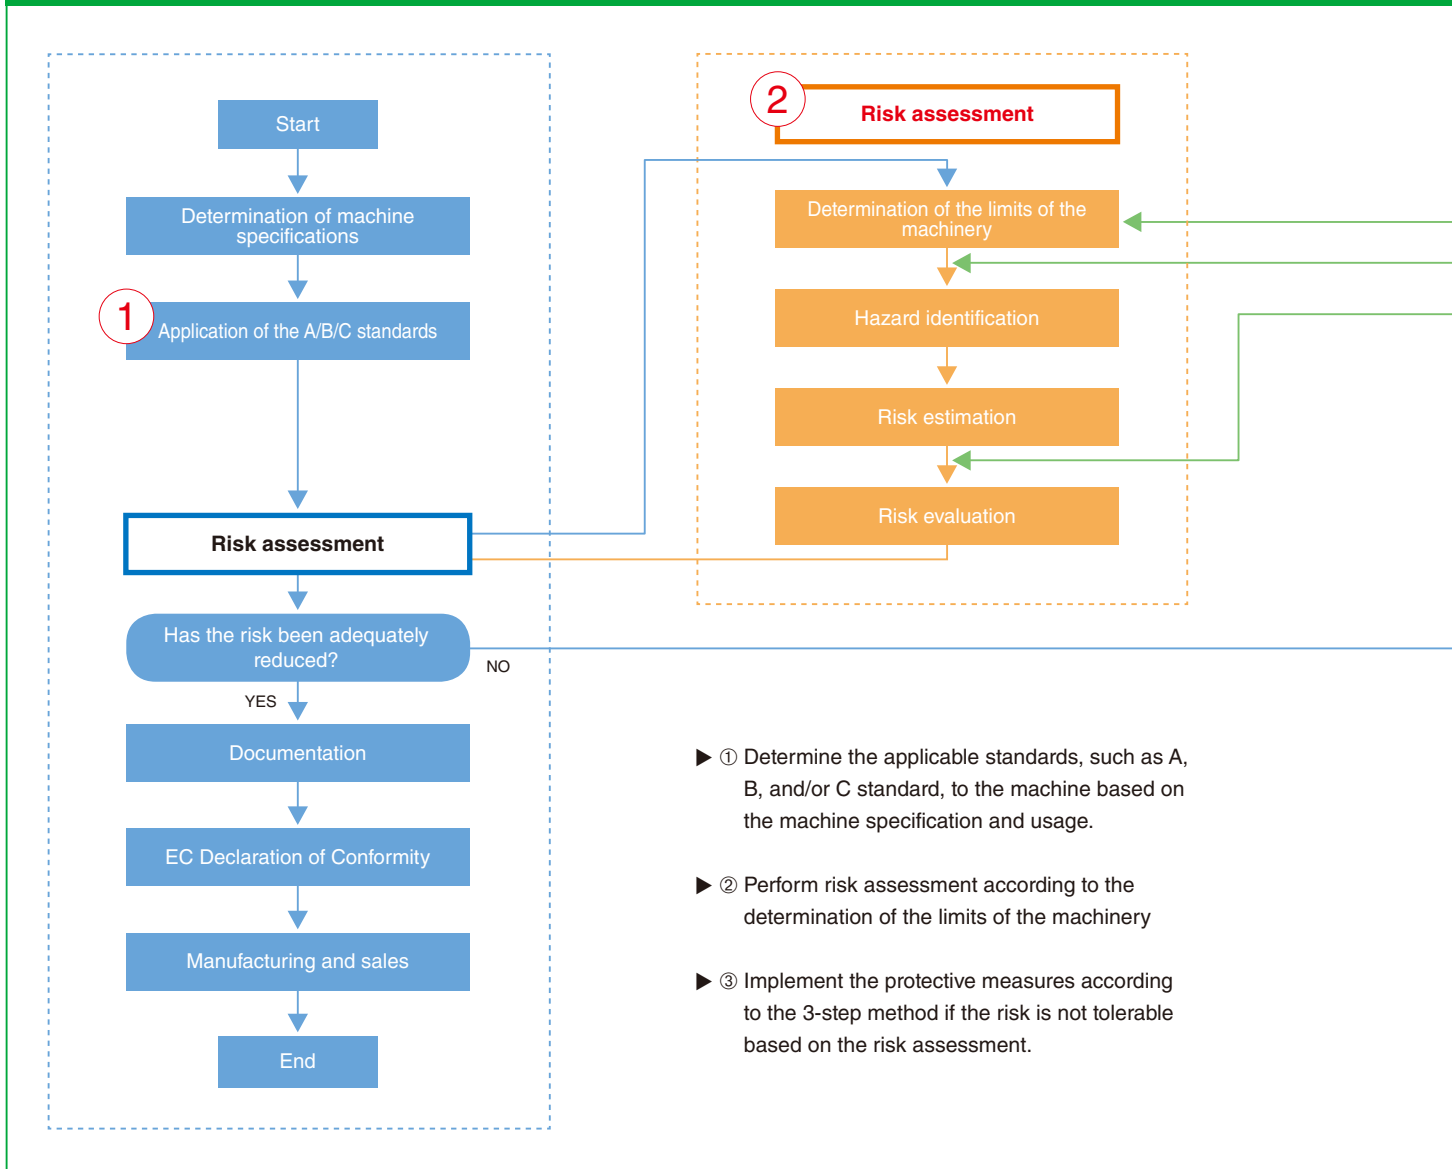 Start
Determination of machine
specifications
1
Application of the A/B/C standards
Risk assessment
Has the risk been adequately
reduced?
NO
YES
Documentation
EC Declaration of Conformity
Manufacturing and sales
End
2
Risk assessment
Determination of the limits of the
machinery
Hazard identification
Risk estimation
Risk evaluation
▶ ① Determine the applicable standards, such as A,
B, and/or C standard, to the machine based on
the machine specification and usage.
▶ ② Perform risk assessment according to the
determination of the limits of the machinery
▶ ③ Implement the protective measures according
to the 3-step method if the risk is not tolerable
based on the risk assessment.